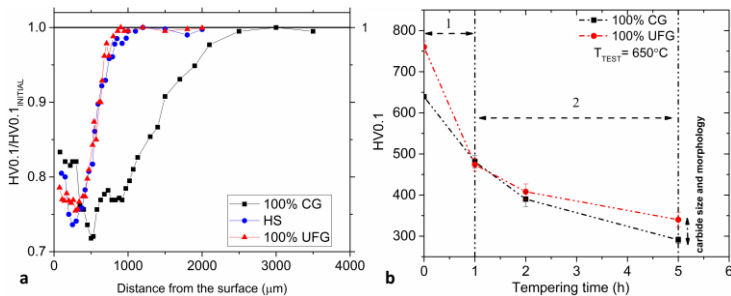 HV0.1/HV0.1INITIAL
1.0
0.9
0.8
0.7
1
100% CG
HS
100% UFG
0
1000
2000
3000
4000
Distance from the surface (μm)
a
HV0.1
800
700
600
500
400
300
1
2
100% CG
100% UFG
TTEST= 650°C
carbide size and morphology
0
1
2
3
4
5
6
Tempering time (h)
b